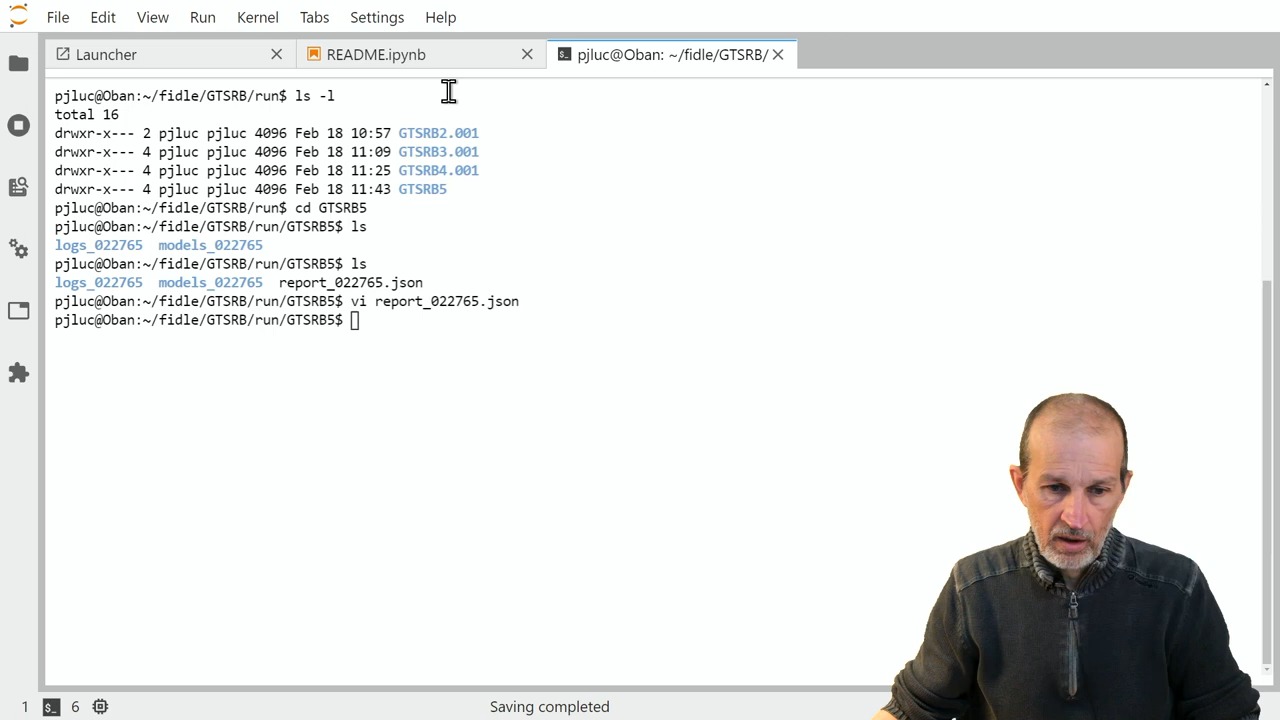 File Edit View Run Kernel Tabs Settings Help
Launcher README.ipynb pjluc@Oban: ~/fidle/GTSRB/
pjluc@Oban:~/fidle/GTSRB/run$ ls -l
total 16
drwxr-x--- 2 pjluc pjluc 4096 Feb 18 10:57 GTSRB2.001
drwxr-x--- 4 pjluc pjluc 4096 Feb 18 11:09 GTSRB3.001
drwxr-x--- 4 pjluc pjluc 4096 Feb 18 11:25 GTSRB4.001
drwxr-x--- 4 pjluc pjluc 4096 Feb 18 11:43 GTSRB5
pjluc@Oban:~/fidle/GTSRB/run$ cd GTSRB5
pjluc@Oban:~/fidle/GTSRB/run/GTSRB5$ ls
logs_022765 models_022765
pjluc@Oban:~/fidle/GTSRB/run/GTSRB5$ ls
logs_022765 models_022765 report_022765.json
pjluc@Oban:~/fidle/GTSRB/run/GTSRB5$ vi report_022765.json
pjluc@Oban:~/fidle/GTSRB/run/GTSRB5$
1 $_ 6 Saving completed